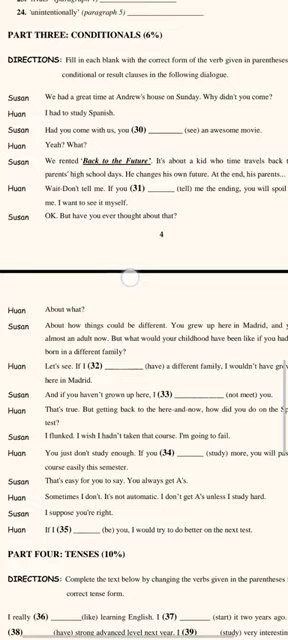 24. 'unintentionally' (paragraph 5) ____________________
PART THREE: CONDITIONALS (6%)
DIRECTIONS: Fill in each blank with the correct form of the verb given in parentheses
conditional or result clauses in the following dialogue.
Susan We had a great time at Andrew's house on Sunday. Why didn't you come?
Huan I had to study Spanish.
Susan Had you come with us, you (30) _________ (see) an awesome movie.
Huan Yeah? What?
Susan We rented 'Back to the Future'. It's about a kid who time travels back
parents' high school days. He changes his own future. At the end, his parents...
Huan Wait-Don't tell me. If you (31) _______ (tell) me the ending, you will spoil
me. I want to see it myself.
Susan OK. But have you ever thought about that?
4
Huan About what?
Susan About how things could be different. You grew up here in Madrid, and
almost an adult now. But what your childhood have been like if you had
born in a different family?
Huan Let's see. If I (32) __________ (have) a different family, I wouldn't have
here in Madrid.
Susan And if you haven't grown up here, I (33) __________ (not meet) you.
Huan That's true. But getting back to the here-and-now, how did you do on the
test?
Susan I flunked. I wish I hadn't taken that course. I'm going to fail.
Huan You just don't study enough. If you (34) _______ (study) more, you will
course easily this semester.
Susan That's easy for you to say. You always get A's.
Huan Sometimes I don't. It's not automatic. I don't get A's unless I study hard.
Susan I suppose you're right.
Huan If I (35) _______ (be) you, I would try to do better on the next test.
PART FOUR: TENSES (10%)
DIRECTIONS: Complete the text below by changing the verbs given in the parentheses
correct tense form.
I really (36) ________(like) learning English. I (37) _______ (start) it two years ago.
(38)________(have) strong advanced level next year. I (39) _______(study) very